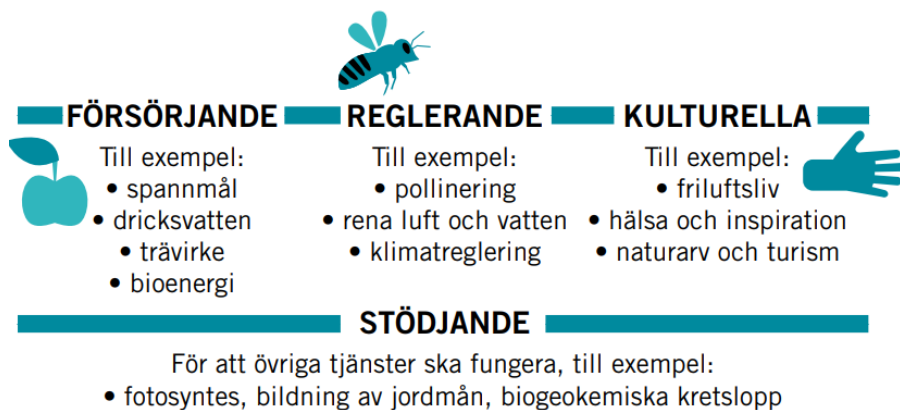 FÖRSÖRJANDE
Till exempel:
• spannmål
• dricksvatten
• trävirke
• bioenergi
REGLERANDE
Till exempel:
• pollinering
• rena luft och vatten
• klimatreglering
KULTURELLA
Till exempel:
• friluftsliv
• hälsa och inspiration
• naturarv och turism
STÖDJANDE
För att övriga tjänster ska fungera, till exempel:
• fotosyntes, bildning av jordmån, biogeokemiska kretslopp